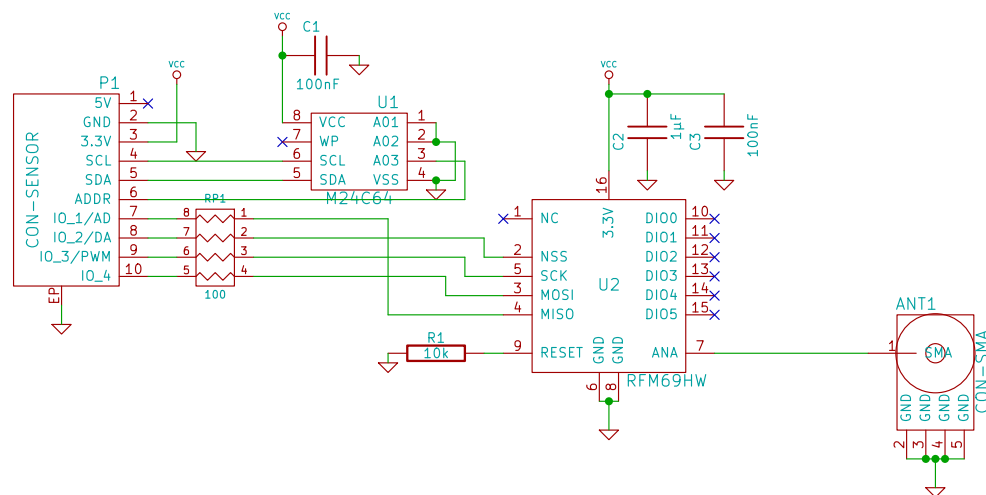 VCC
C1
100nF
P1
CON-SENSOR
5V 1
GND 2
3.3V 3
SCL 4
SDA 5
ADDR 6
IO_1/AD 7
IO_2/DA 8
IO_3/PWM 9
IO_4 10
EP
VCC
U1
8 VCC A01 1
7 WP A02 2
6 SCL A03 3
5 SDA VSS 4
M24C64
RP1
8 1
7 2
6 3
5 4
100
R1
10k
VCC
C2
1µF
C3
100nF
16
3.3V
1 NC DIO0 10
DIO1 11
2 NSS DIO2 12
5 SCK DIO3 13
3 MOSI DIO4 14
4 MISO DIO5 15
U2
9 RESET GND GND ANA 7
6 8
RFM69HW
ANT1
1
SMA
CON-SMA
GND GND GND GND
2 3 4 5